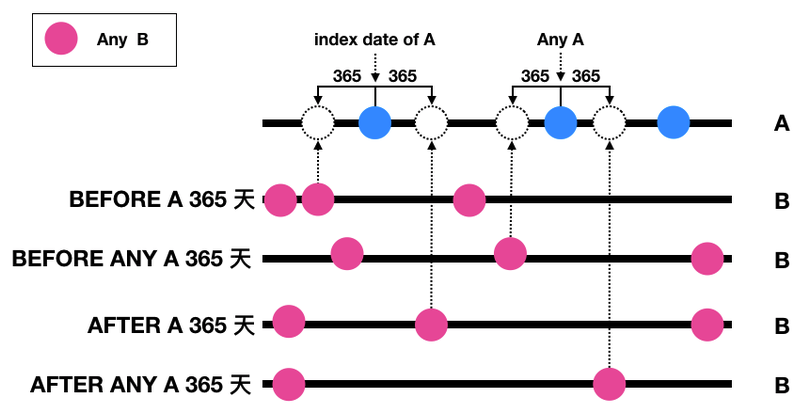 Any B
index date of A
Any A
365 365
365 365
A
BEFORE A 365 天
B
BEFORE ANY A 365 天
B
AFTER A 365 天
B
AFTER ANY A 365 天
B